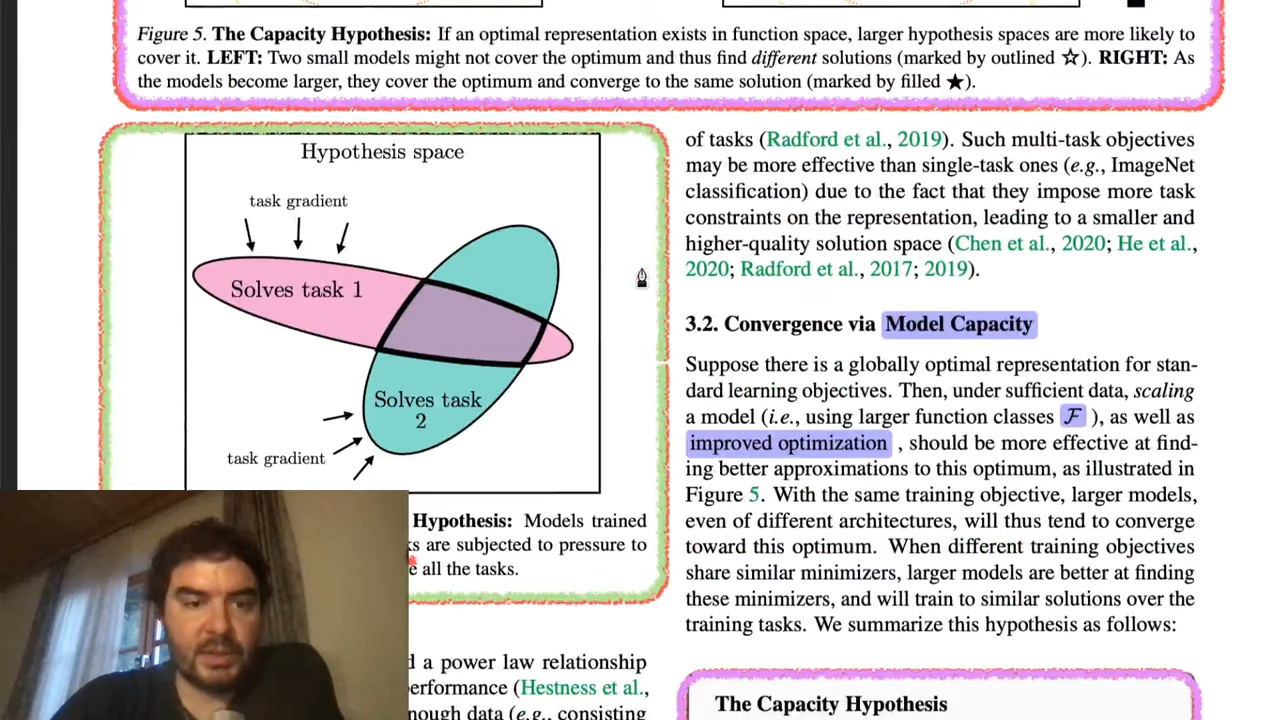 Figure 5. The Capacity Hypothesis: If an optimal representation exists in function space, larger hypothesis spaces are more likely to
cover it. LEFT: Two small models might not cover the optimum and thus find different solutions (marked by outlined ☆). RIGHT: As
the models become larger, they cover the optimum and converge to the same solution (marked by filled ★).
Hypothesis space
task gradient
Solves task 1
Solves task
2
task gradient
Hypothesis: Models trained
are subjected to pressure to
all the tasks.
a power law relationship
(Hestness et al.,
data (e.g., consisting
of tasks (Radford et al., 2019). Such multi-task objectives
may be more effective than single-task ones (e.g., ImageNet
classification) due to the fact that they impose more task
constraints on the representation, leading to a smaller and
higher-quality solution space (Chen et al., 2020; He et al.,
2020; Radford et al., 2017; 2019).
3.2. Convergence via Model Capacity
Suppose there is a globally optimal representation for stan-
dard learning objectives. Then, under sufficient data, scaling
a model (i.e., using larger function classes F ), as well as
improved optimization , should be more effective at find-
ing better approximations to this optimum, as illustrated in
Figure 5. With the same training objective, larger models,
even of different architectures, will thus tend to converge
toward this optimum. When different training objectives
share similar minimizers, larger models are better at finding
these minimizers, and will train to similar solutions over the
training tasks. We summarize this hypothesis as follows:
The Capacity Hypothesis